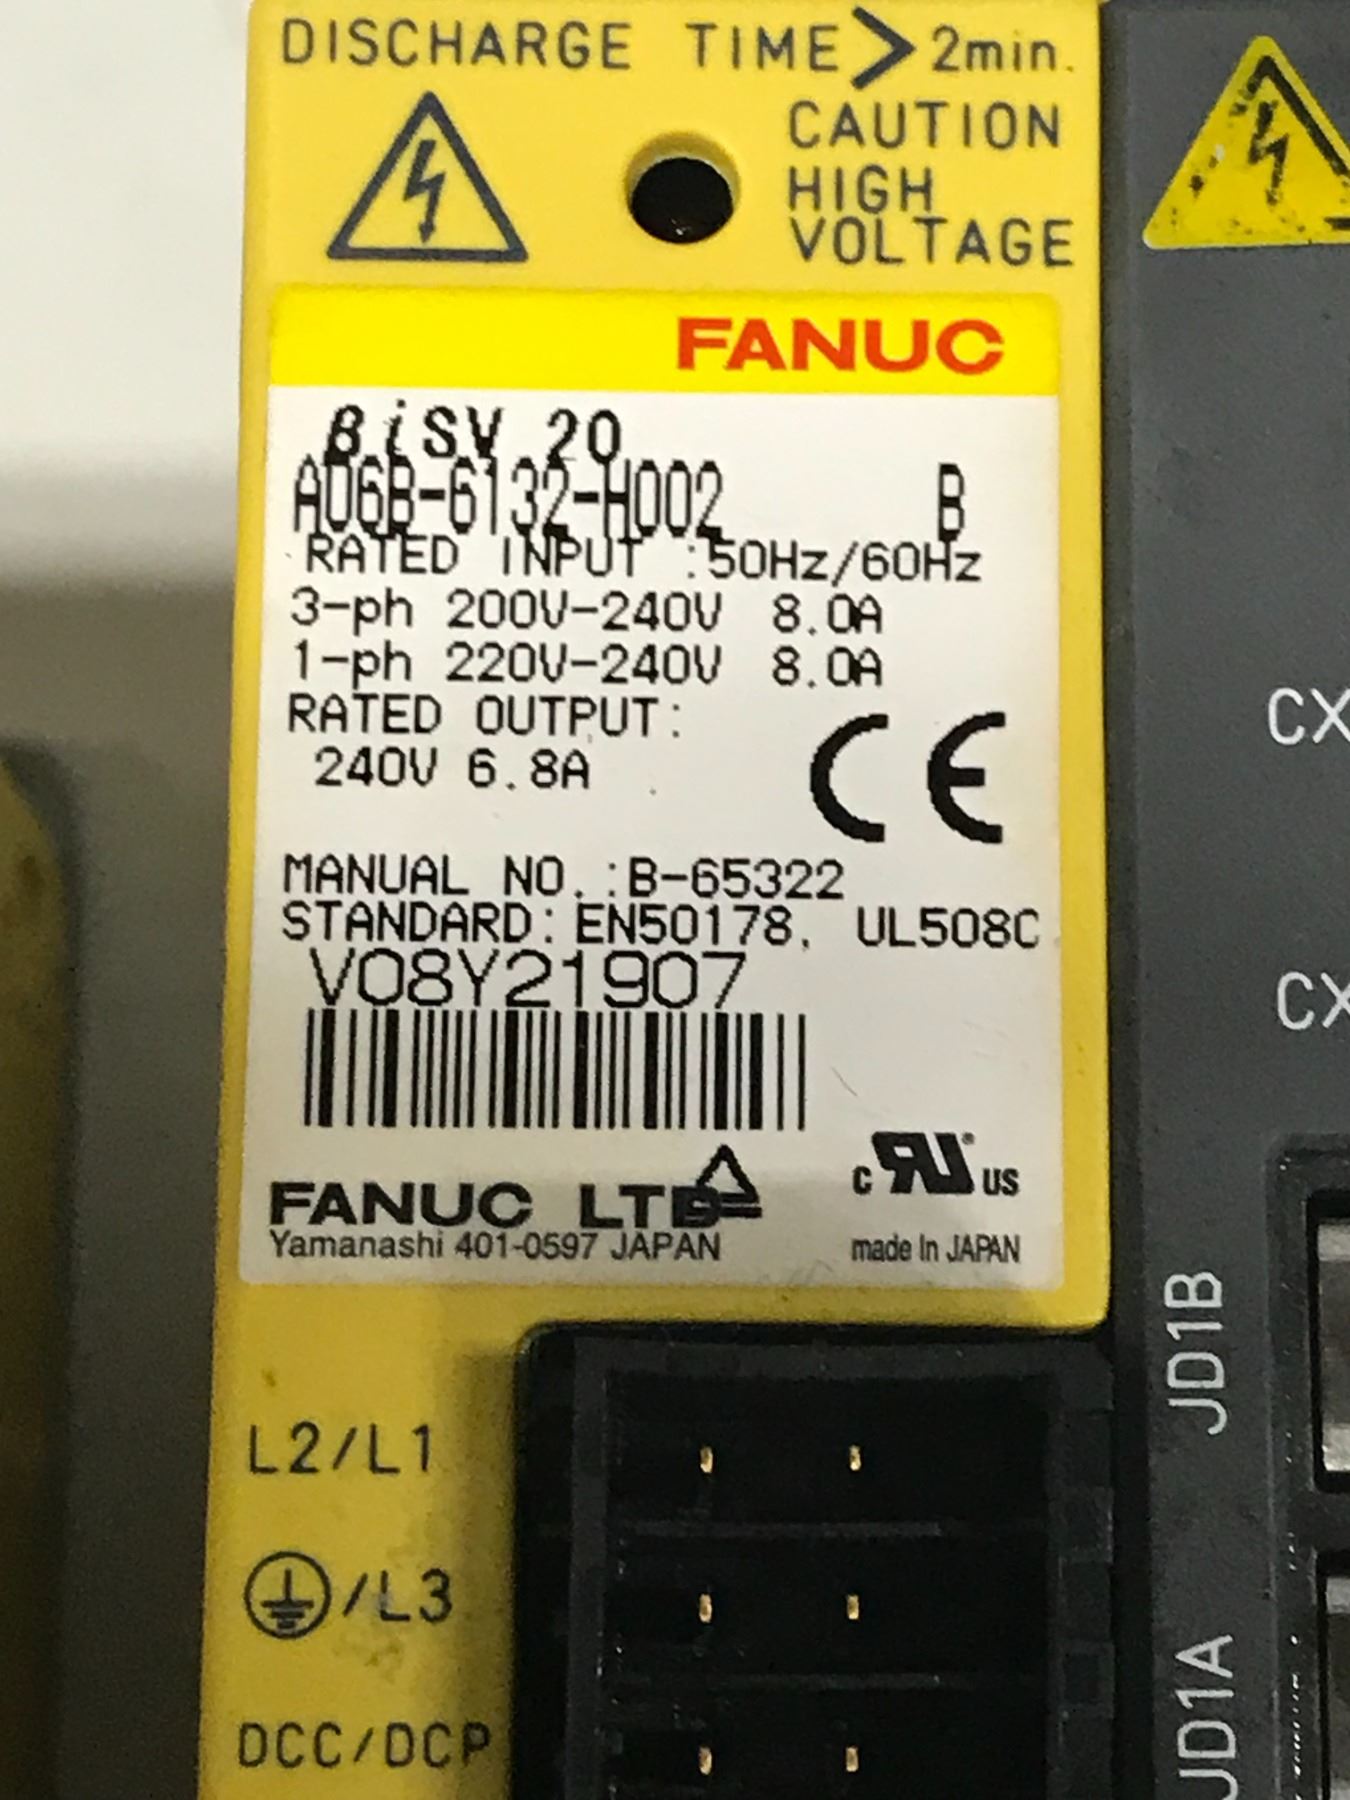 DISCHARGE TIME > 2min.
CAUTION
HIGH
VOLTAGE
FANUC
βiSV 20
A06B-6132-H002 B
RATED INPUT :50Hz/60Hz
3-ph 200V-240V 8.0A
1-ph 220V-240V 8.0A
RATED OUTPUT:
240V 6.8A
CE
MANUAL NO.:B-65322
STANDARD: EN50178, UL508C
V08Y21907
c RU US
FANUC LTD
Yamanashi 401-0597 JAPAN
made In JAPAN
L2/L1
/L3
DCC/DCP
CX
CX
JD1B
JD1A